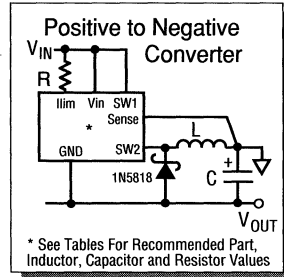 Positive to Negative
Converter
VIN
R
Ilim Vin SW1
Sense
*
L
GND
SW2
+
1N5818
C
VOUT
* See Tables For Recommended Part,
Inductor, Capacitor and Resistor Values